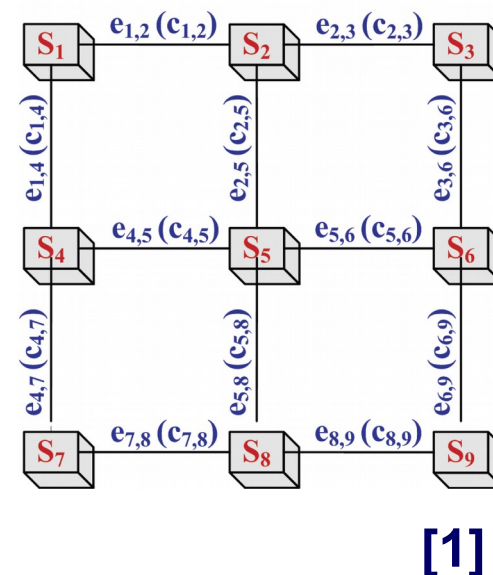 S₁ e₁,₂ (c₁,₂) S₂ e₂,₃ (c₂,₃) S₃
e₁,₄ (c₁,₄) e₂,₅ (c₂,₅) e₃,₆ (c₃,₆)
S₄ e₄,₅ (c₄,₅) S₅ e₅,₆ (c₅,₆) S₆
e₄,₇ (c₄,₇) e₅,₈ (c₅,₈) e₆,₉ (c₆,₉)
S₇ e₇,₈ (c₇,₈) S₈ e₈,₉ (c₈,₉) S₉
[1]